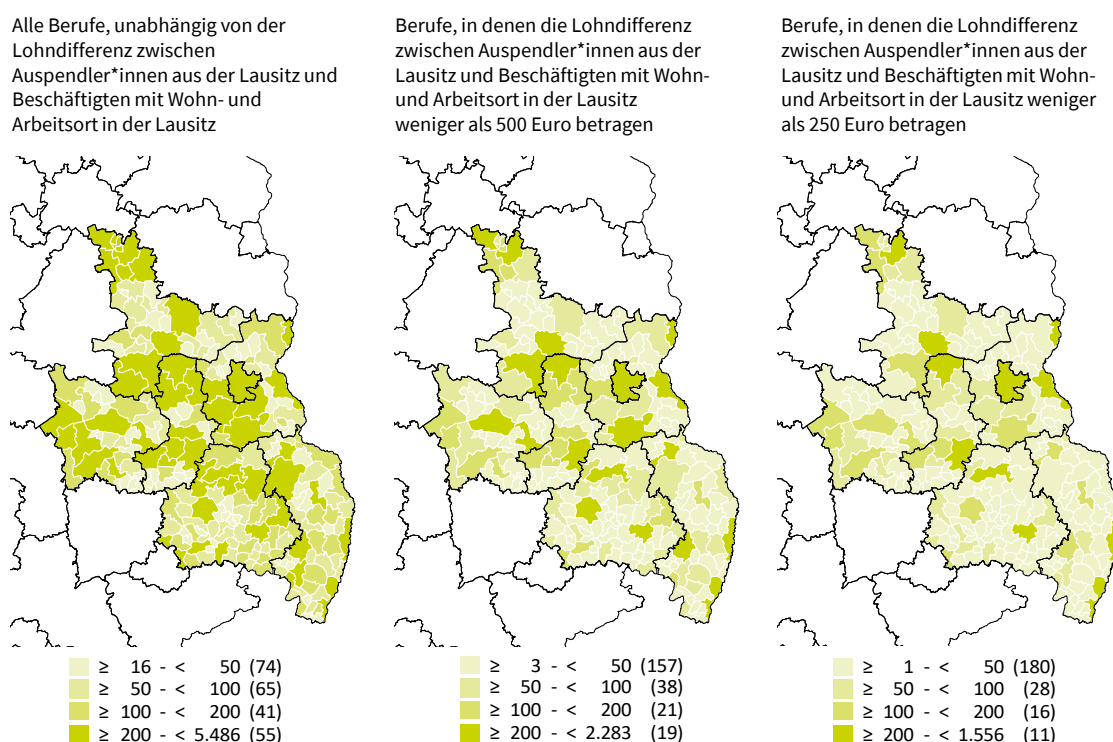 Alle Berufe, unabhängig von der
Lohndifferenz zwischen
Auspendler*innen aus der Lausitz und
Beschäftigten mit Wohn- und
Arbeitsort in der Lausitz
Berufe, in denen die Lohndifferenz
zwischen Auspendler*innen aus der
Lausitz und Beschäftigten mit Wohn-
und Arbeitsort in der Lausitz
weniger als 500 Euro betragen
Berufe, in denen die Lohndifferenz
zwischen Auspendler*innen aus der
Lausitz und Beschäftigten mit Wohn-
und Arbeitsort in der Lausitz weniger
als 250 Euro betragen
≥ 16 - < 50 (74)
≥ 50 - < 100 (65)
≥ 100 - < 200 (41)
≥ 200 - < 5.486 (55)
≥ 3 - < 50 (157)
≥ 50 - < 100 (38)
≥ 100 - < 200 (21)
≥ 200 - < 2.283 (19)
≥ 1 - < 50 (180)
≥ 50 - < 100 (28)
≥ 100 - < 200 (16)
≥ 200 - < 1.556 (11)